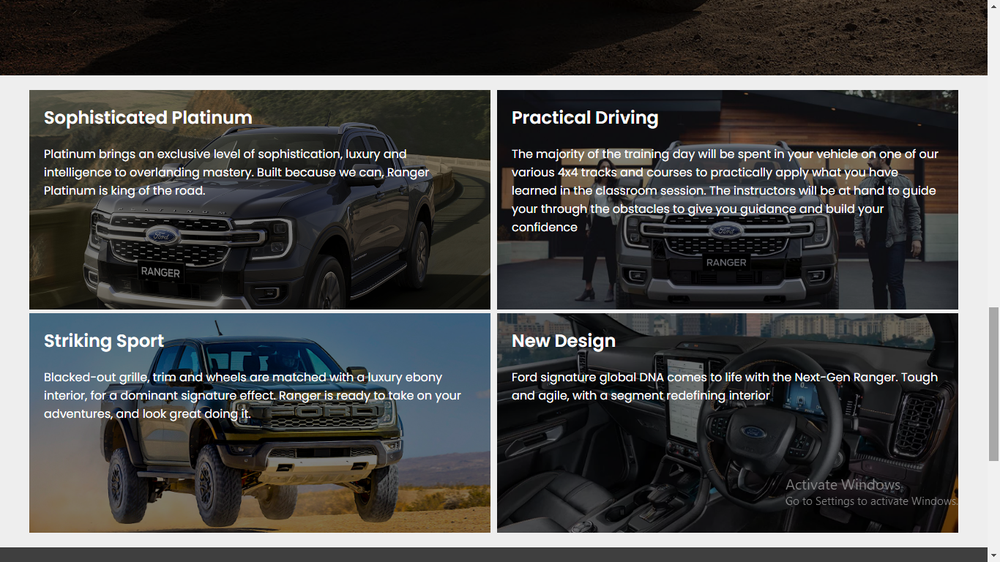 Sophisticated Platinum
Platinum brings an exclusive level of sophistication, luxury and
intelligence to overlanding mastery. Built because we can, Ranger
Platinum is king of the road.
PLATINUM
Ford
RANGER
Practical Driving
The majority of the training day will be spent in your vehicle on one of our
various 4x4 tracks and courses to practically apply what you have
learned in the classroom session. The instructors will be at hand to guide
your through the obstacles to give you guidance and build your
confidence
Ford
RANGER
Striking Sport
Blacked-out grille, trim and wheels are matched with a luxury ebony
interior, for a dominant signature effect. Ranger is ready to take on your
adventures, and look great doing it.
FORD
New Design
Ford signature global DNA comes to life with the Next-Gen Ranger. Tough
and agile, with a segment redefining interior
Ford
Activate Windows
Go to Settings to activate Windows.